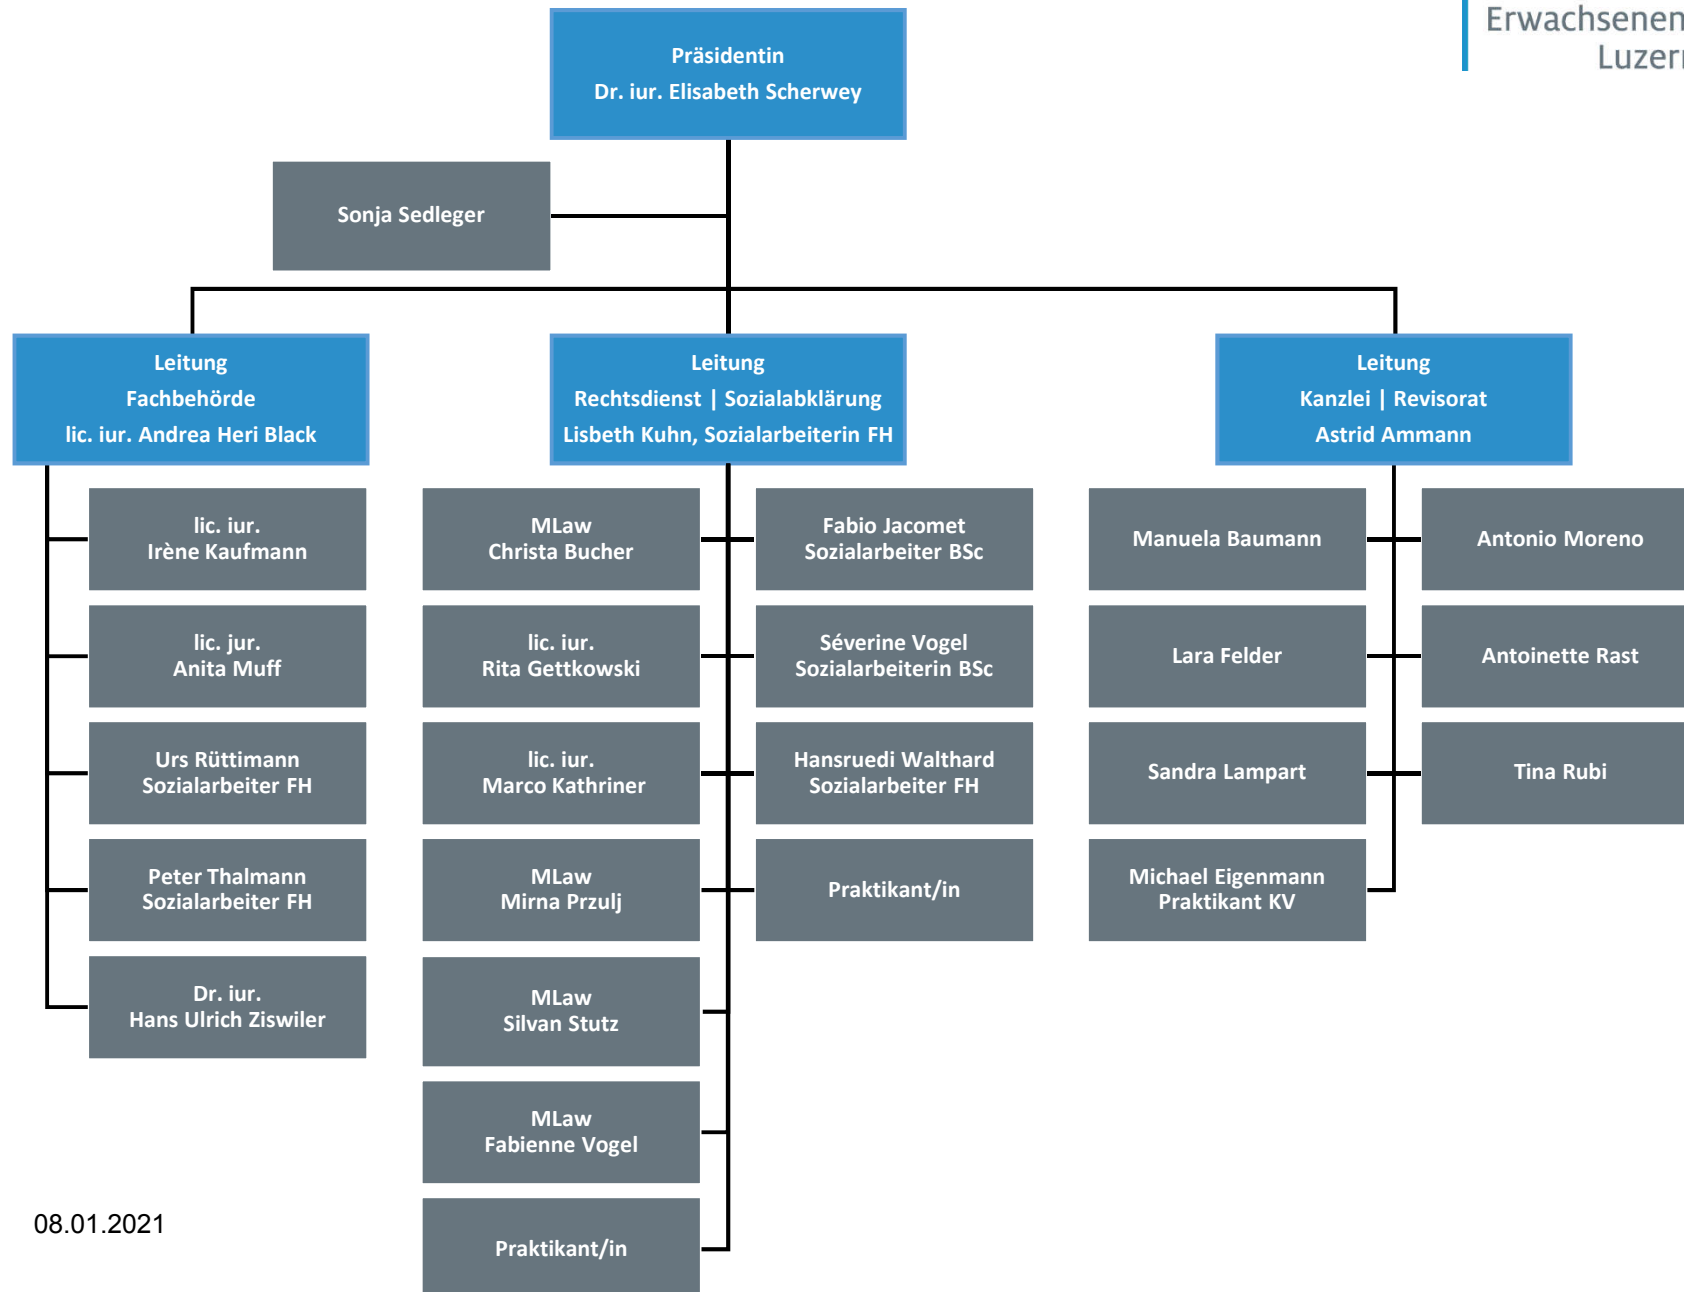 Erwachsenen
Luzern
Präsidentin
Dr. iur. Elisabeth Scherwey
Sonja Sedleger
Leitung
Fachbehörde
lic. iur. Andrea Heri Black
Leitung
Rechtsdienst | Sozialabklärung
Lisbeth Kuhn, Sozialarbeiterin FH
Leitung
Kanzlei | Revisorat
Astrid Ammann
lic. iur.
Irène Kaufmann
lic. jur.
Anita Muff
Urs Rüttimann
Sozialarbeiter FH
Peter Thalmann
Sozialarbeiter FH
Dr. iur.
Hans Ulrich Ziswiler
MLaw
Christa Bucher
lic. iur.
Rita Gettkowski
lic. iur.
Marco Kathriner
MLaw
Mirna Przulj
MLaw
Silvan Stutz
MLaw
Fabienne Vogel
Praktikant/in
Fabio Jacomet
Sozialarbeiter BSc
Séverine Vogel
Sozialarbeiterin BSc
Hansruedi Walthard
Sozialarbeiter FH
Praktikant/in
Manuela Baumann
Lara Felder
Sandra Lampart
Michael Eigenmann
Praktikant KV
Antonio Moreno
Antoinette Rast
Tina Rubi
08.01.2021